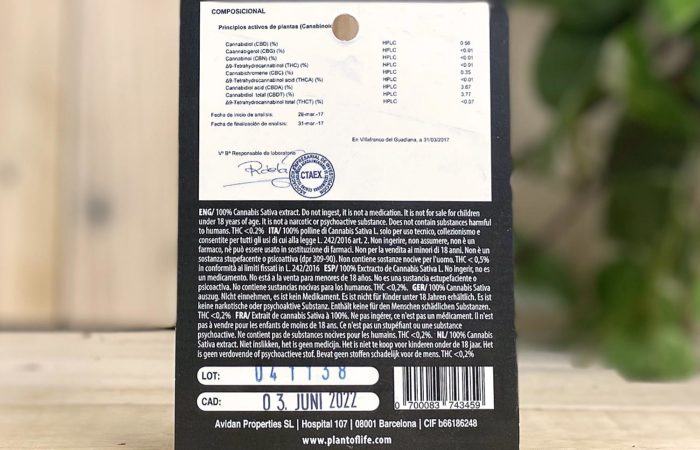 COMPOSICIONAL
Principios activos de plantas (Canabinoi
Cannabidiol (CBD) (%) HPLC 0.56
Caannabigerol (CBG) (%) HPLC <0.01
Cannabinol (CBN) (%) HPLC <0.01
Δ9-Tetrahydrocannabinol (THC) (%) HPLC <0.01
Cannabichromene (CBC) (%) HPLC 0.35
Δ9-Tetrahydrocannabinol acid (THCA) (%) HPLC <0.01
Cannabidiol acid (CBDA) (%) HPLC 3.67
Cannabidiol total (CBDT) (%) HPLC 3.77
Δ9-Tetrahydrocannabinol total (THCT) (%) HPLC <0.07
Fecha de inicio de analisis: 28-mar.-17
Fecha de finalización de analisis: 31-mar.-17
En Villafranco del Guadiana, a 31/03/2017
Vº Bº Responsable de laboratorio
CTAEX
ENG/ 100% Cannabis Sativa extract. Do not ingest, it is not a medication. It is not for sale for children
under 18 years of age. It is not a narcotic or psychoactive substance. Does not contain substances harmful
to humans. THC <0.2% ITA/ 100% polline di Cannabis Sativa L, solo per uso tecnico, collezionismo e
consentite per tutti gli usi di cui alla legge L. 242/2016 art. 2. Non ingerire, non assumere, non è un
farmaco, nè può essere usato in sostituzione di farmaci. Non per la vendita ai minori di 18 anni. Non è un
sostanza stupefacente o psicoattiva (dpr 309-90). Non contiene sostanze nocive per l'uomo. THC < 0,5%
in conformità ai limiti fissati in L. 242/2016 ESP/ 100% Exctracto de Cannabis Sativa L. No ingerir, no es
un medicamento. No está a la venta para menores de 18 años. No es una sustancia estupefaciente o
psicoactiva. No contiene sustancias nocivas para los humanos. THC <0,2%. GER/ 100% Cannabis Sativa
auszug. Nicht einnehmen, es ist kein Medikament. Es ist nicht für Kinder unter 18 Jahren erhältlich. Es ist
keine narkotische oder psychoaktive Substanz. Enthält keine für den Menschen schädlichen Substanzen.
THC <0,2 % FRA/ Extrait de cannabis Sativa à 100%. Ne pas ingérer, ce n'est pas un médicament. Il n'est
pas à vendre pour les enfants de moins de 18 ans. Ce n'est pas un stupéfiant ou une substance
psychoactive. Ne contient pas de substances nocives pour les humains. THC <0,2%. NL/ 100% Cannabis
Sativa extract. Niet inslikken, het is geen medicijn. Het is niet te koop voor kinderen onder de 18 jaar. Het
is geen verdovende of psychoactieve stof. Bevat geen stoffen schadelijk voor de mens. THC <0,2%
LOT: 041138
CAD: 03. JUNI 2022
0 700083 743459
Avidan Properties SL | Hospital 107 | 08001 Barcelona | CIF b66186248
www.plantoflife.com